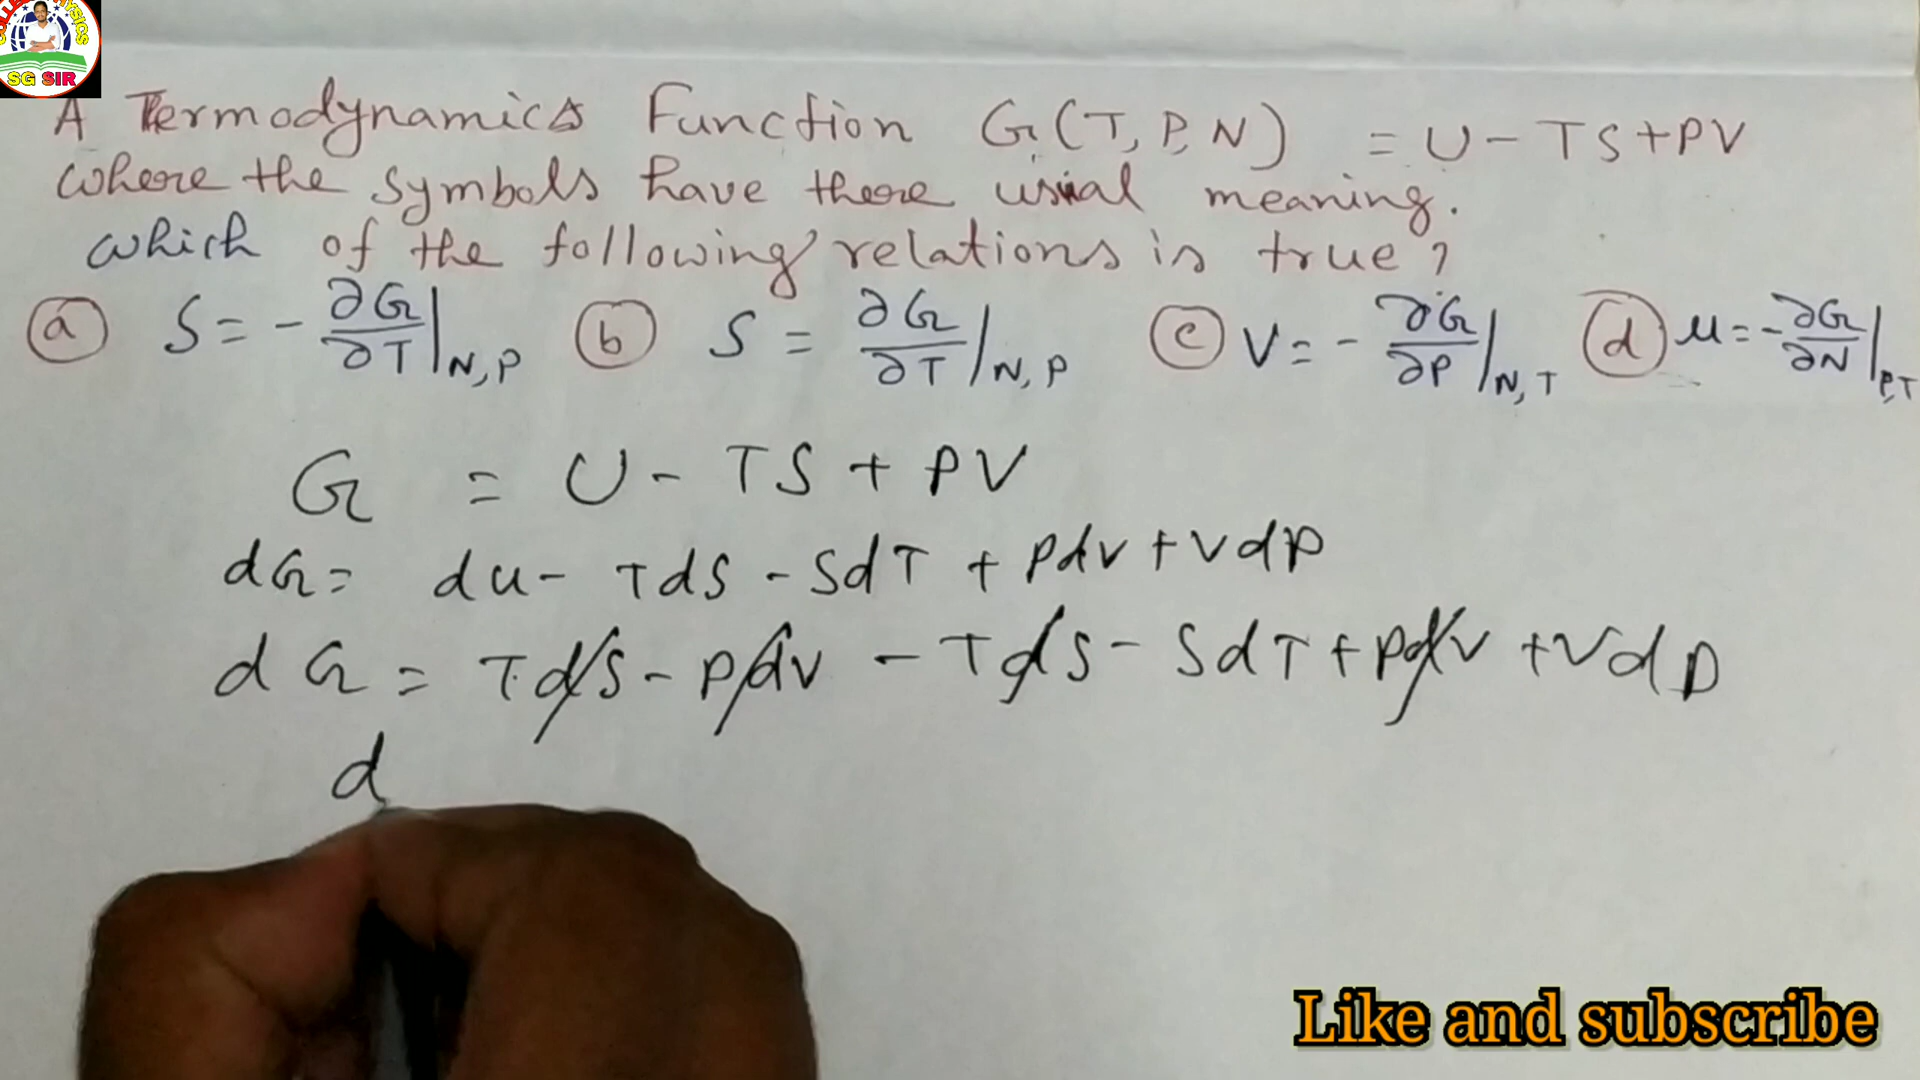 SG SIR
A Termodynamics Function G(T, P, N) = U - TS + PV
where the symbols have there usual meaning.
which of the following relations is true?
(a) S = - ∂G/∂T|N,P (b) S = ∂G/∂T|N,P (c) V = - ∂G/∂P|N,T (d) μ = - ∂G/∂N|P,T
G = U - TS + PV
dG = du - TdS - SdT + PdV + VdP
dG = TdS - PdV - TdS - SdT + PdV + VdP
d
Like and subscribe